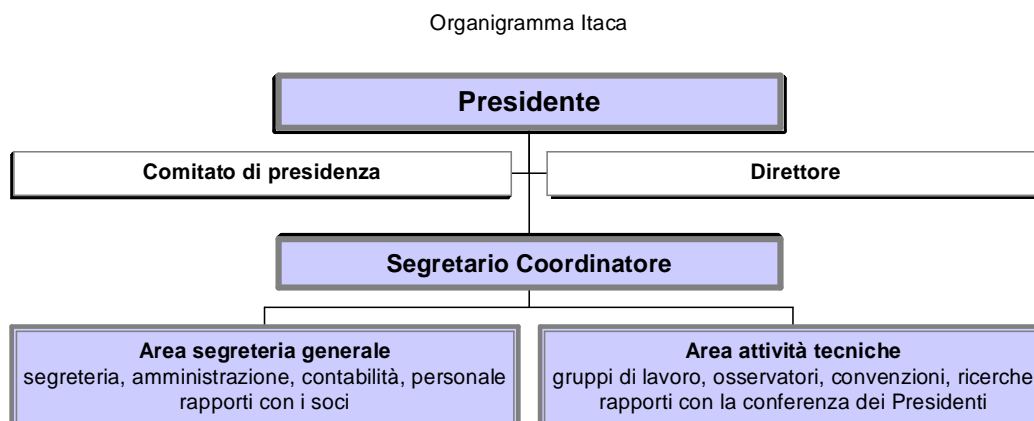 Organigramma Itaca
Presidente
Comitato di presidenza
Direttore
Segretario Coordinatore
Area segreteria generale
segreteria, amministrazione, contabilità, personale
rapporti con i soci
Area attività tecniche
gruppi di lavoro, osservatori, convenzioni, ricerche
rapporti con la conferenza dei Presidenti